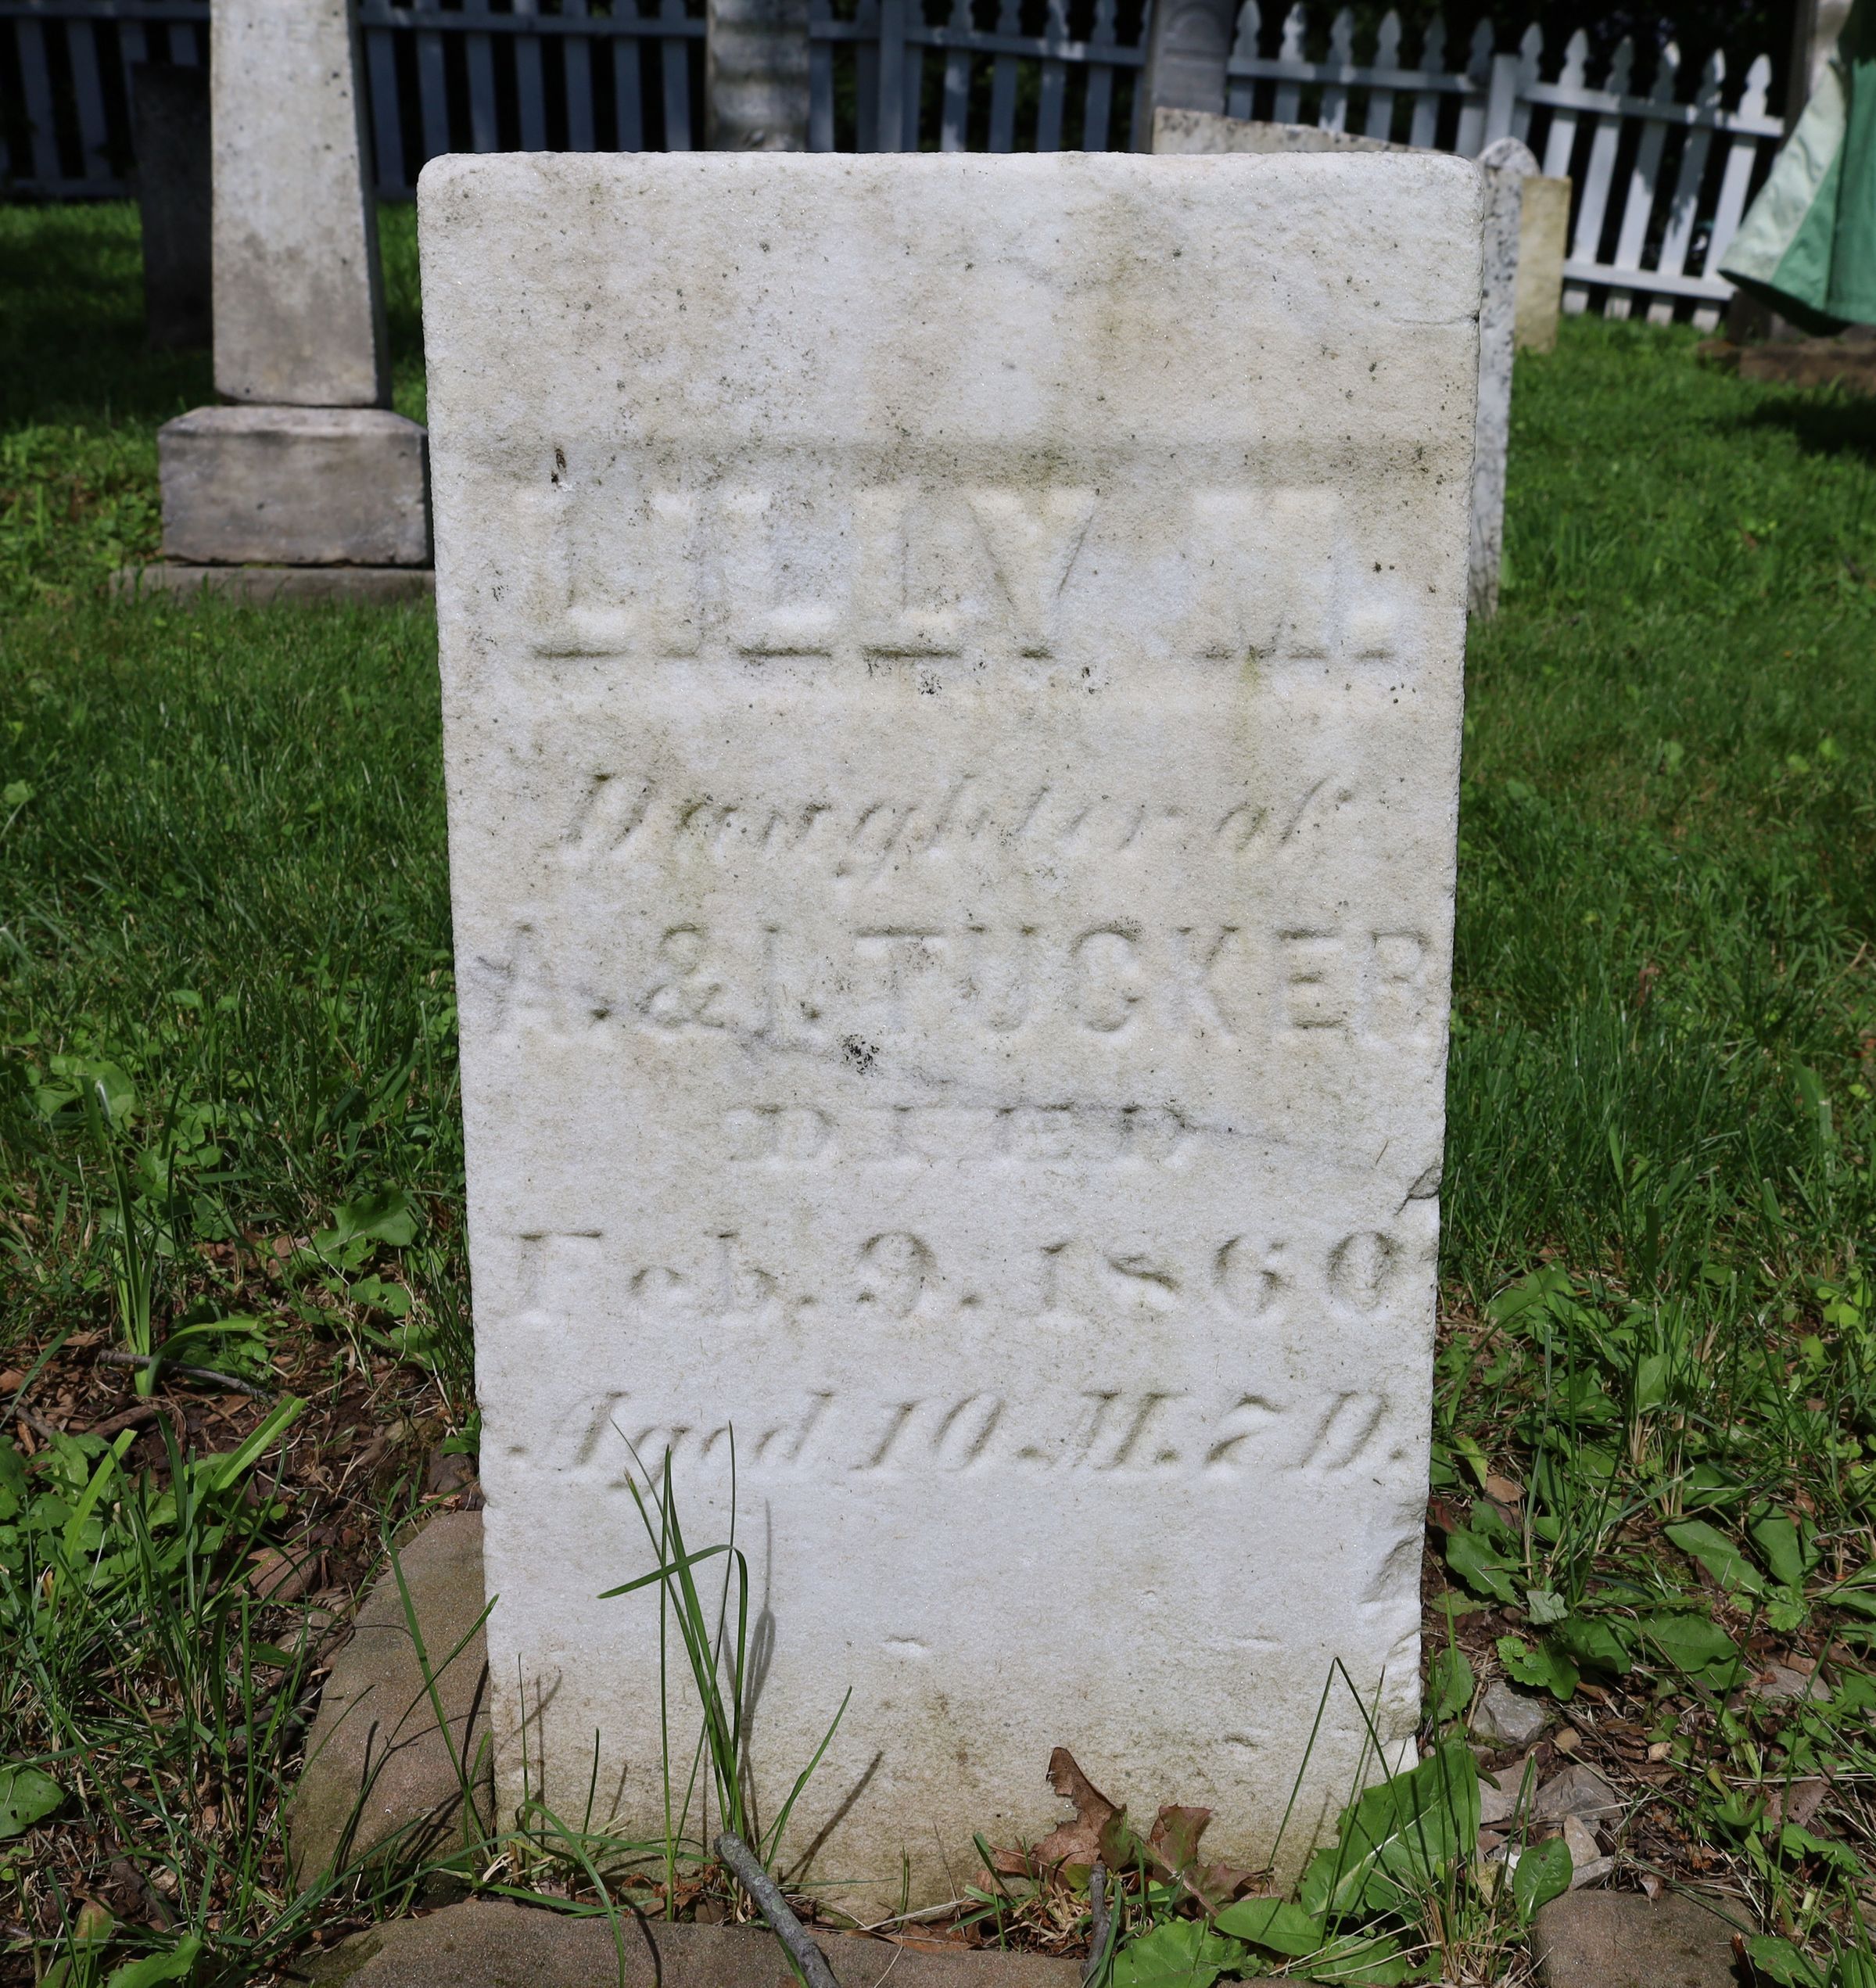 LILLY M.
Daughter of
A. & L. TUCKER
DIED
Feb. 9. 1860
Aged 10 M. 7 D.